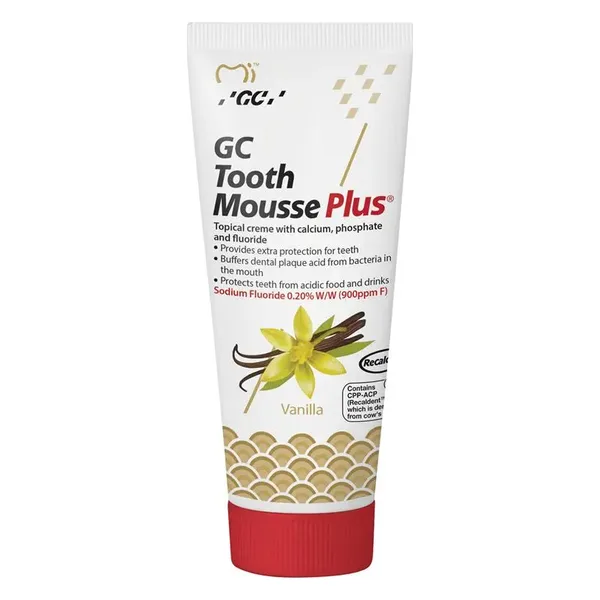 Mi™
GC
GC
Tooth
Mousse Plus®
Topical creme with calcium, phosphate
and fluoride
• Provides extra protection for teeth
• Buffers dental plaque acid from bacteria in
the mouth
• Protects teeth from acidic food and drinks
Sodium Fluoride 0.20% W/W (900ppm F)
Vanilla
Contains
CPP-ACP
(Recaldent™
which is
from cow's